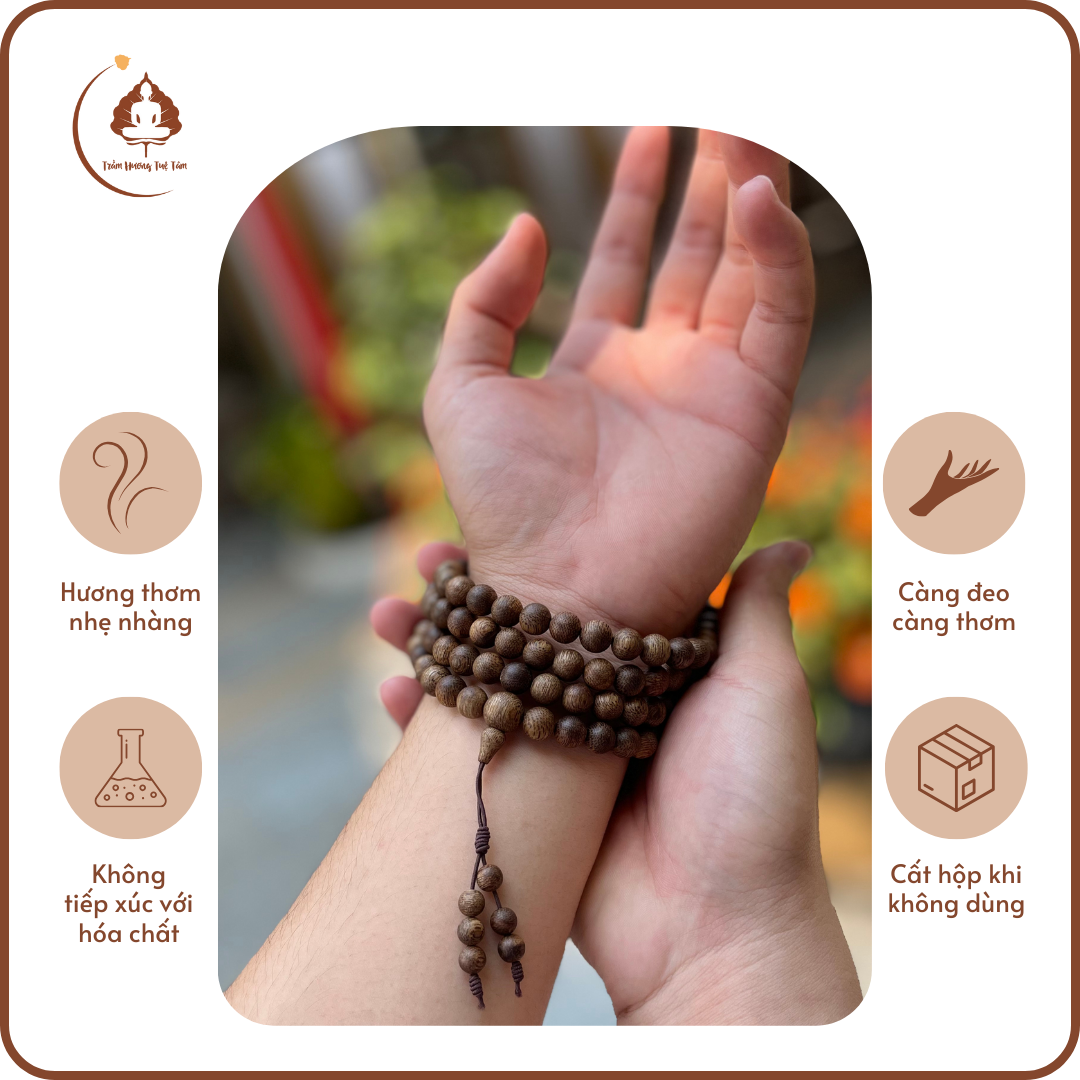 Trầm Hương Tuệ Tâm
Hương thơm
nhẹ nhàng
Càng đeo
càng thơm
Không
tiếp xúc với
hóa chất
Cất hộp khi
không dùng